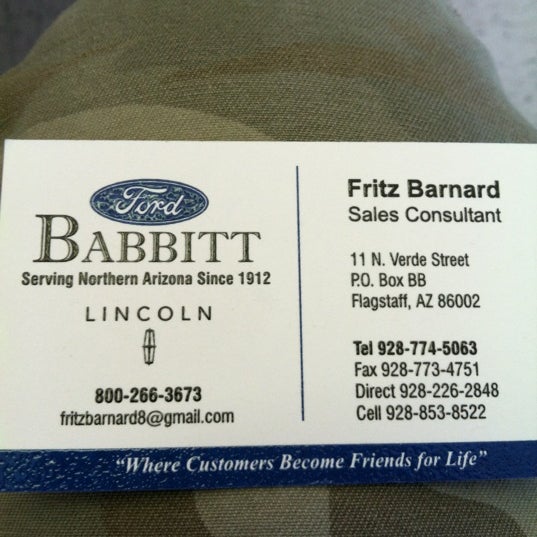 Ford
BABBITT
Serving Northern Arizona Since 1912
LINCOLN
800-266-3673
fritzbarnard8@gmail.com
Fritz Barnard
Sales Consultant
11 N. Verde Street
P.O. Box BB
Flagstaff, AZ 86002
Tel 928-774-5063
Fax 928-773-4751
Direct 928-226-2848
Cell 928-853-8522
"Where Customers Become Friends for Life"